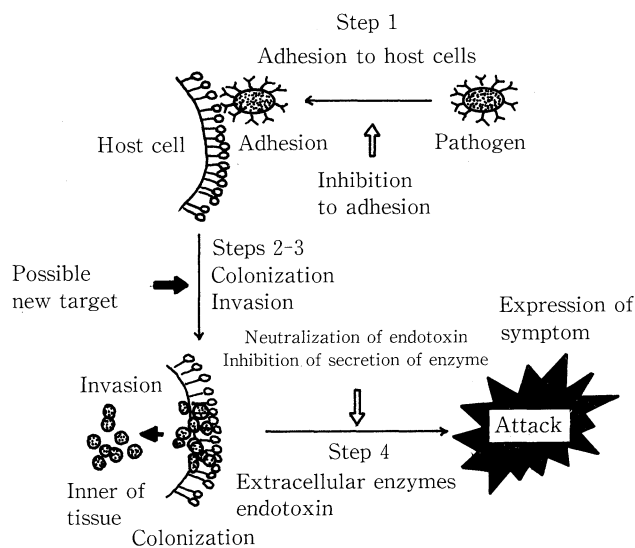 Step 1
Adhesion to host cells
Host cell
Adhesion
Pathogen
Inhibition
to adhesion
Steps 2-3
Colonization
Invasion
Possible
new target
Expression of
symptom
Neutralization of endotoxin
Inhibition of secretion of enzyme
Invasion
Attack
Step 4
Extracellular enzymes
endotoxin
Inner of
tissue
Colonization